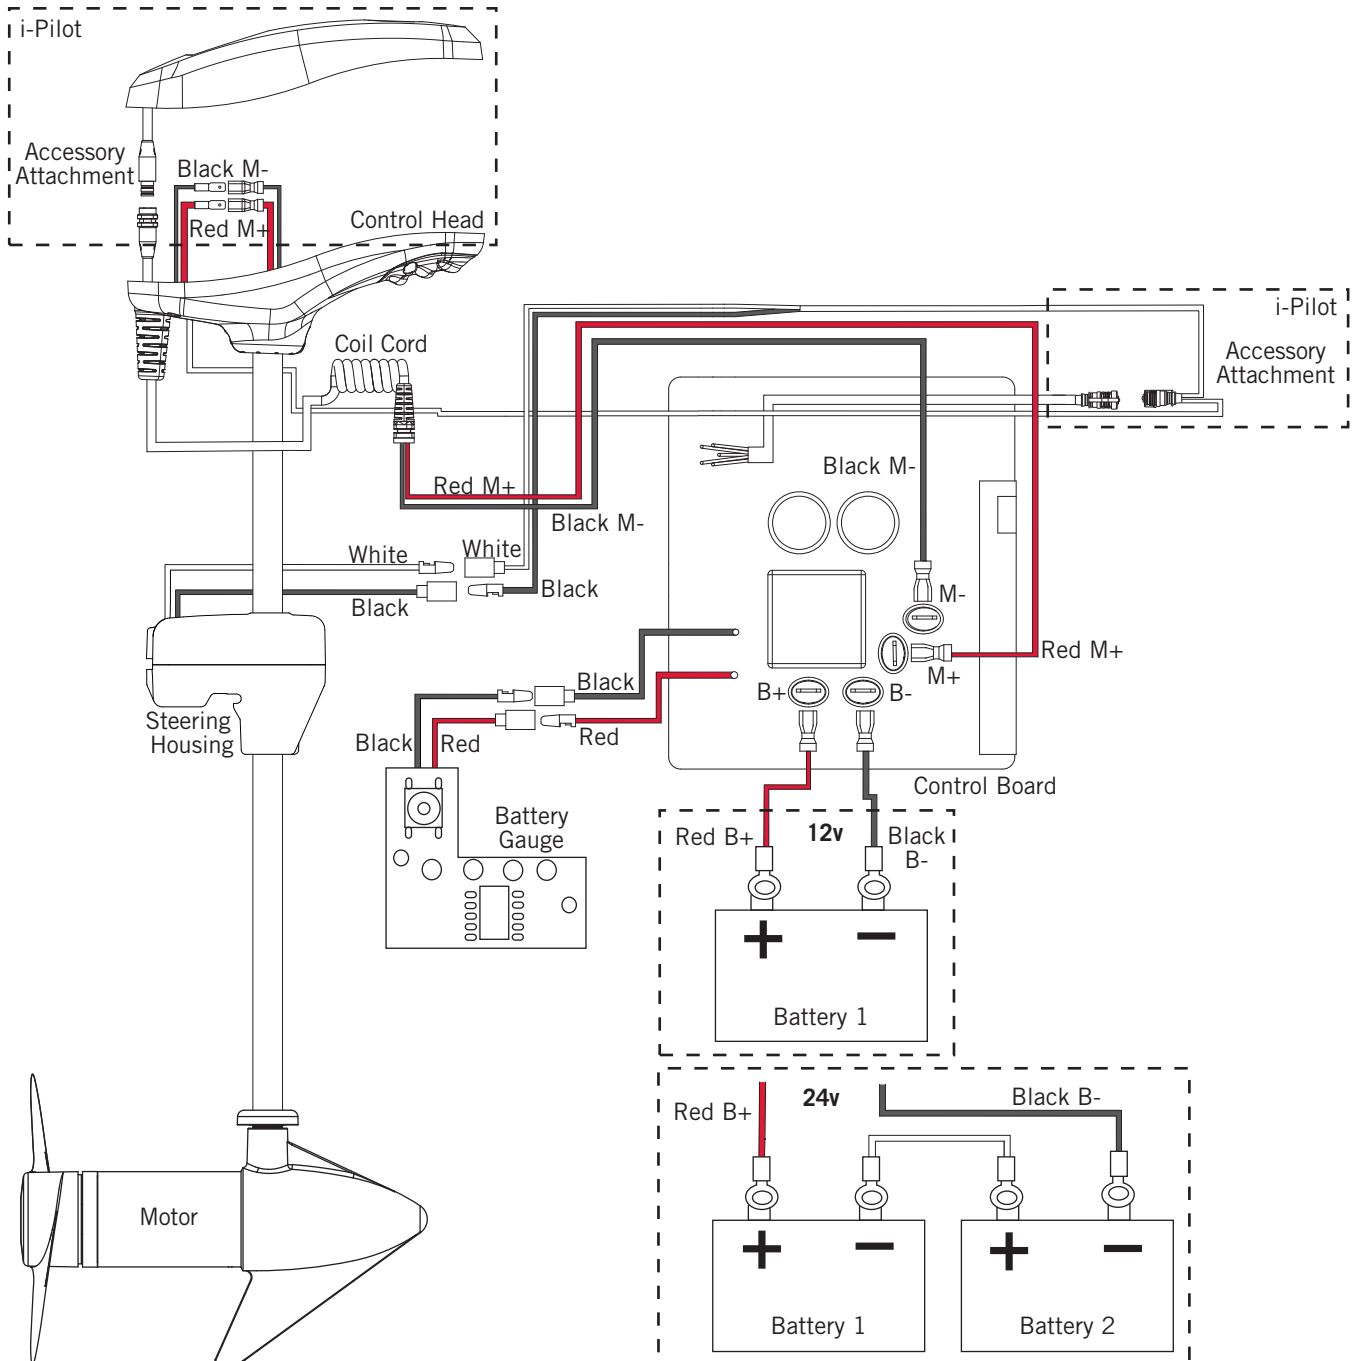 i-Pilot
Accessory
Attachment
Black M-
Red M+
Control Head
Coil Cord
i-Pilot
Accessory
Attachment
Red M+
Black M-
Black M-
White
White
Black
Black
M-
Red M+
M+
B+
B-
Steering
Housing
Black
Red
Black
Red
Control Board
Battery
Gauge
12v
Red B+
Black
B-
+
−
Battery 1
24v
Red B+
Black B-
Motor
+
−
+
−
Battery 1
Battery 2